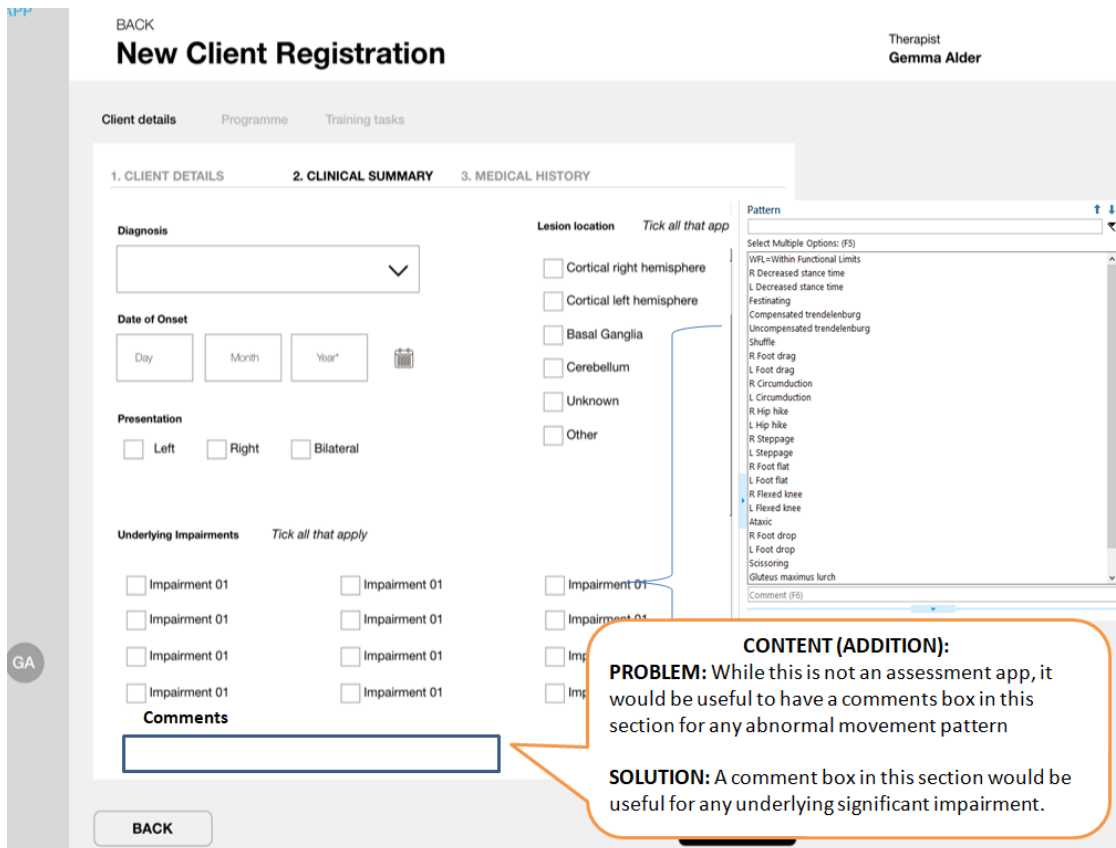 APP
BACK
New Client Registration
Therapist
Gemma Alder
Client details Programme Training tasks
1. CLIENT DETAILS 2. CLINICAL SUMMARY 3. MEDICAL HISTORY
Diagnosis
Date of Onset
Day Month Year*
Presentation
Left Right Bilateral
Lesion location Tick all that app
Cortical right hemisphere
Cortical left hemisphere
Basal Ganglia
Cerebellum
Unknown
Other
Pattern
Select Multiple Options: (F5)
WFL=Within Functional Limits
R Decreased stance time
L Decreased stance time
Festinating
Compensated trendelenburg
Uncompensated trendelenburg
Shuffle
R Foot drag
L Foot drag
R Circumduction
L Circumduction
R Hip hike
L Hip hike
R Steppage
L Steppage
R Foot flat
L Foot flat
R Flexed knee
L Flexed knee
Ataxic
R Foot drop
L Foot drop
Scissoring
Gluteus maximus lurch
Comment (F6)
Underlying Impairments Tick all that apply
Impairment 01 Impairment 01 Impairment 01
Impairment 01 Impairment 01 Impairment 01
Impairment 01 Impairment 01 Imp
Impairment 01 Impairment 01 Imp
Comments
GA
CONTENT (ADDITION):
PROBLEM: While this is not an assessment app, it
would be useful to have a comments box in this
section for any abnormal movement pattern
SOLUTION: A comment box in this section would be
useful for any underlying significant impairment.
BACK